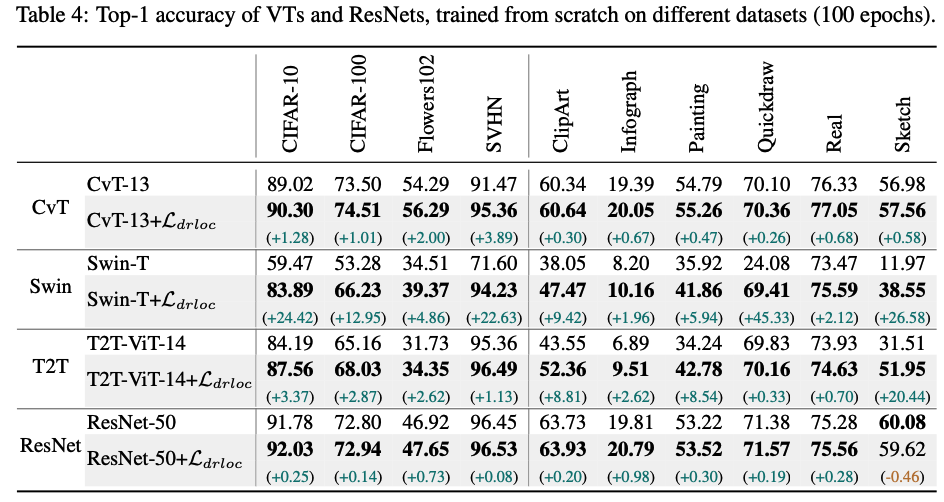 Table 4: Top-1 accuracy of VTs and ResNets, trained from scratch on different datasets (100 epochs).
CIFAR-10 CIFAR-100 Flowers102 SVHN ClipArt Infograph Painting Quickdraw Real Sketch
CvT
CvT-13 89.02 73.50 54.29 91.47 60.34 19.39 54.79 70.10 76.33 56.98
CvT-13+ℒdrloc 90.30 74.51 56.29 95.36 60.64 20.05 55.26 70.36 77.05 57.56
(+1.28) (+1.01) (+2.00) (+3.89) (+0.30) (+0.67) (+0.47) (+0.26) (+0.68) (+0.58)
Swin
Swin-T 59.47 53.28 34.51 71.60 38.05 8.20 35.92 24.08 73.47 11.97
Swin-T+ℒdrloc 83.89 66.23 39.37 94.23 47.47 10.16 41.86 69.41 75.59 38.55
(+24.42) (+12.95) (+4.86) (+22.63) (+9.42) (+1.96) (+5.94) (+45.33) (+2.12) (+26.58)
T2T
T2T-ViT-14 84.19 65.16 31.73 95.36 43.55 6.89 34.24 69.83 73.93 31.51
T2T-ViT-14+ℒdrloc 87.56 68.03 34.35 96.49 52.36 9.51 42.78 70.16 74.63 51.95
(+3.37) (+2.87) (+2.62) (+1.13) (+8.81) (+2.62) (+8.54) (+0.33) (+0.70) (+20.44)
ResNet
ResNet-50 91.78 72.80 46.92 96.45 63.73 19.81 53.22 71.38 75.28 60.08
ResNet-50+ℒdrloc 92.03 72.94 47.65 96.53 63.93 20.79 53.52 71.57 75.56 59.62
(+0.25) (+0.14) (+0.73) (+0.08) (+0.20) (+0.98) (+0.30) (+0.19) (+0.28) (-0.46)